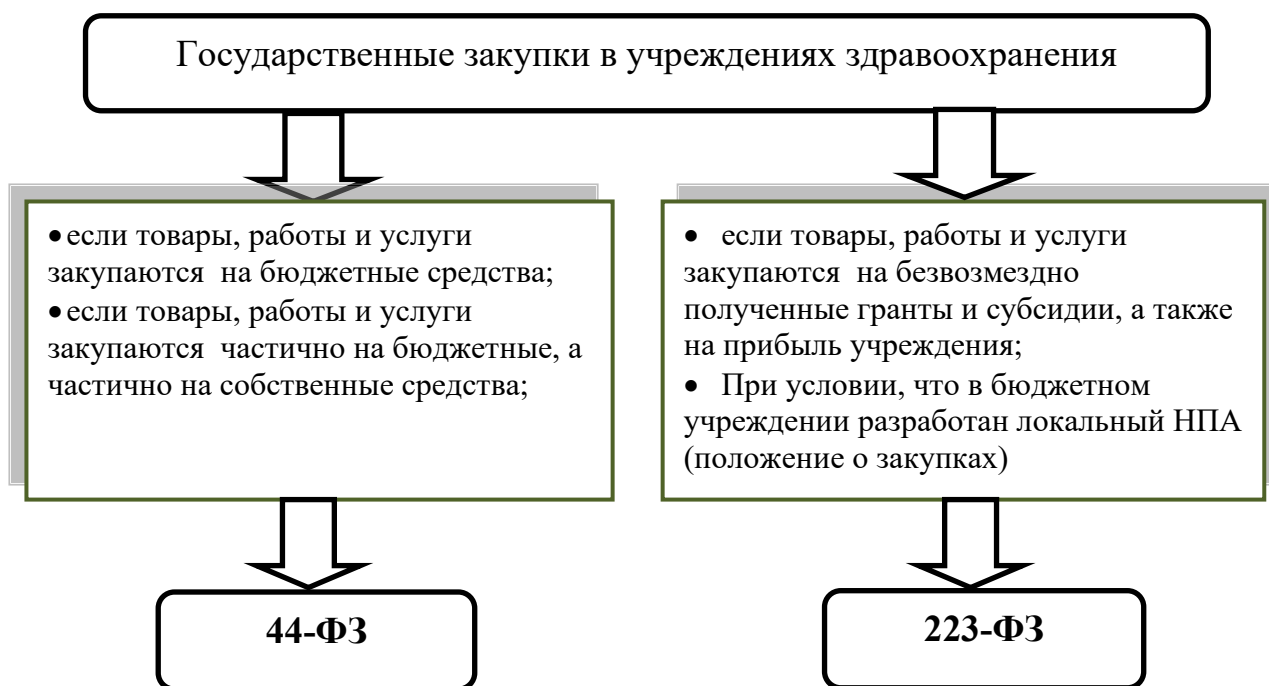 Государственные закупки в учреждениях здравоохранения
• если товары, работы и услуги
закупаются на бюджетные средства;
• если товары, работы и услуги
закупаются частично на бюджетные, а
частично на собственные средства;
• если товары, работы и услуги
закупаются на безвозмездно
полученные гранты и субсидии, а также
на прибыль учреждения;
• При условии, что в бюджетном
учреждении разработан локальный НПА
(положение о закупках)
44-ФЗ
223-ФЗ